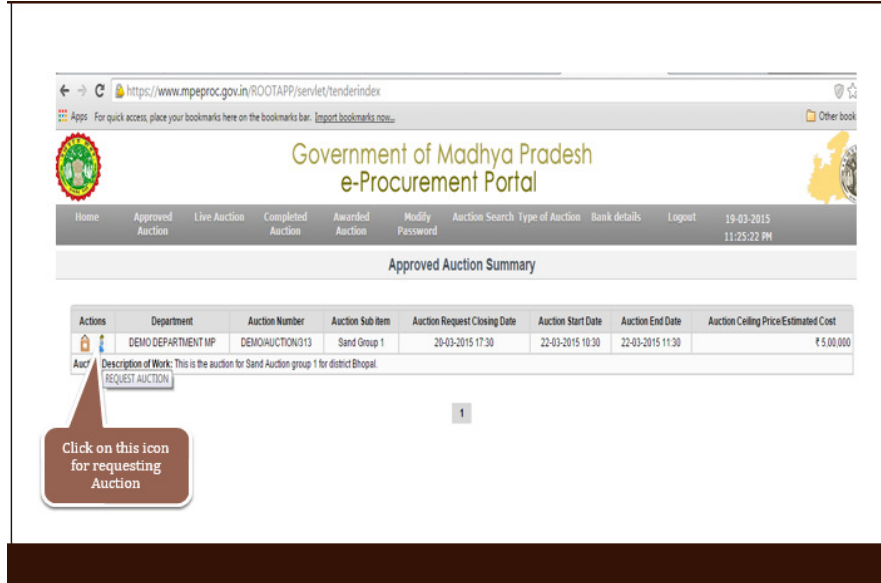 https://www.mpeproc.gov.in/ROOTAPP/servlet/tenderindex
Apps For quick access, place your bookmarks here on the bookmarks bar. Import bookmarks now... Other book
Government of Madhya Pradesh
e-Procurement Portal
Home Approved Auction Live Auction Completed Auction Awarded Auction Modify Password Auction Search Type of Auction Bank details Logout 19-03-2015 11:25:22 PM
Approved Auction Summary
Actions Department Auction Number Auction Sub item Auction Request Closing Date Auction Start Date Auction End Date Auction Ceiling Price/Estimated Cost
DEMO DEPARTMENT MP DEMO/AUCTION/313 Sand Group 1 20-03-2015 17:30 22-03-2015 10:30 22-03-2015 11:30 ₹ 5,00,000
Description of Work: This is the auction for Sand Auction group 1 for district Bhopal.
REQUEST AUCTION
1
Click on this icon
for requesting
Auction